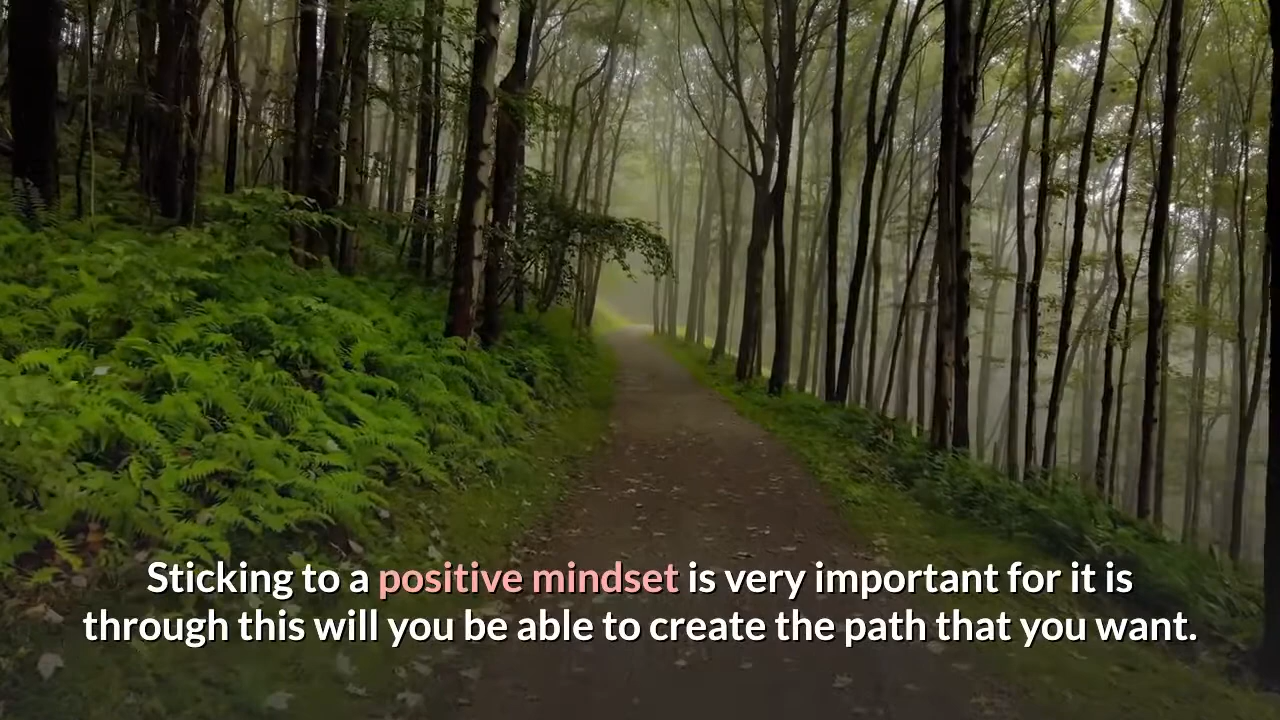 Sticking to a positive mindset is very important for it is
through this will you be able to create the path that you want.